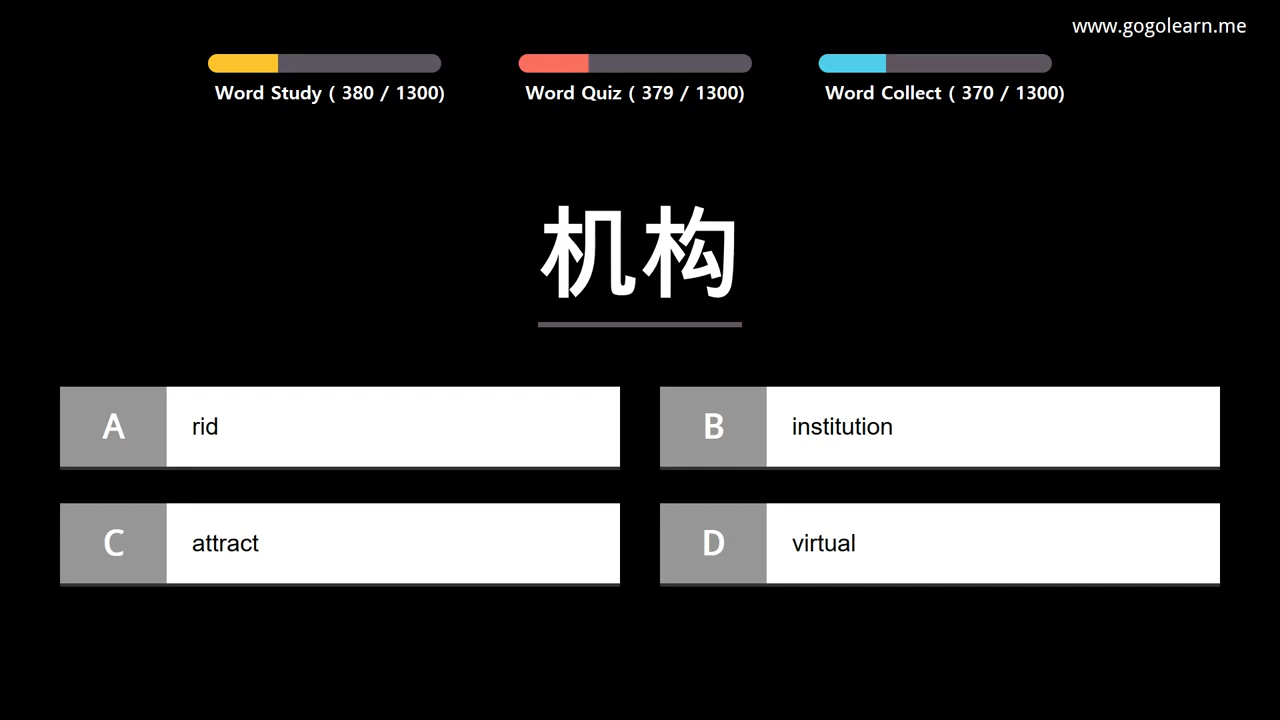 www.gogolearn.me
Word Study ( 380 / 1300)
Word Quiz ( 379 / 1300)
Word Collect ( 370 / 1300)
机构
A rid
B institution
C attract
D virtual